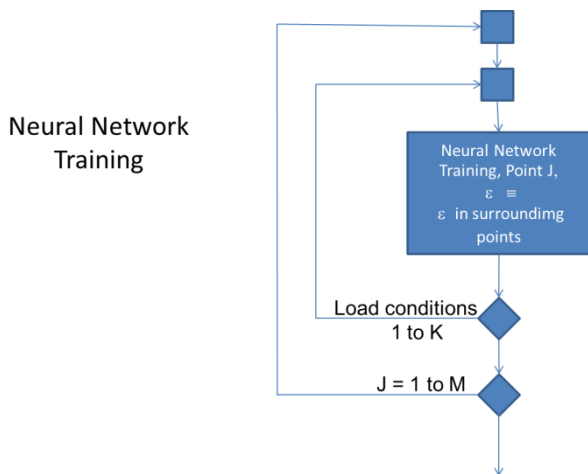 Neural Network
Training
Neural Network
Training, Point J,
ε ≡
ε in surroundimg
points
Load conditions
1 to K
J = 1 to M